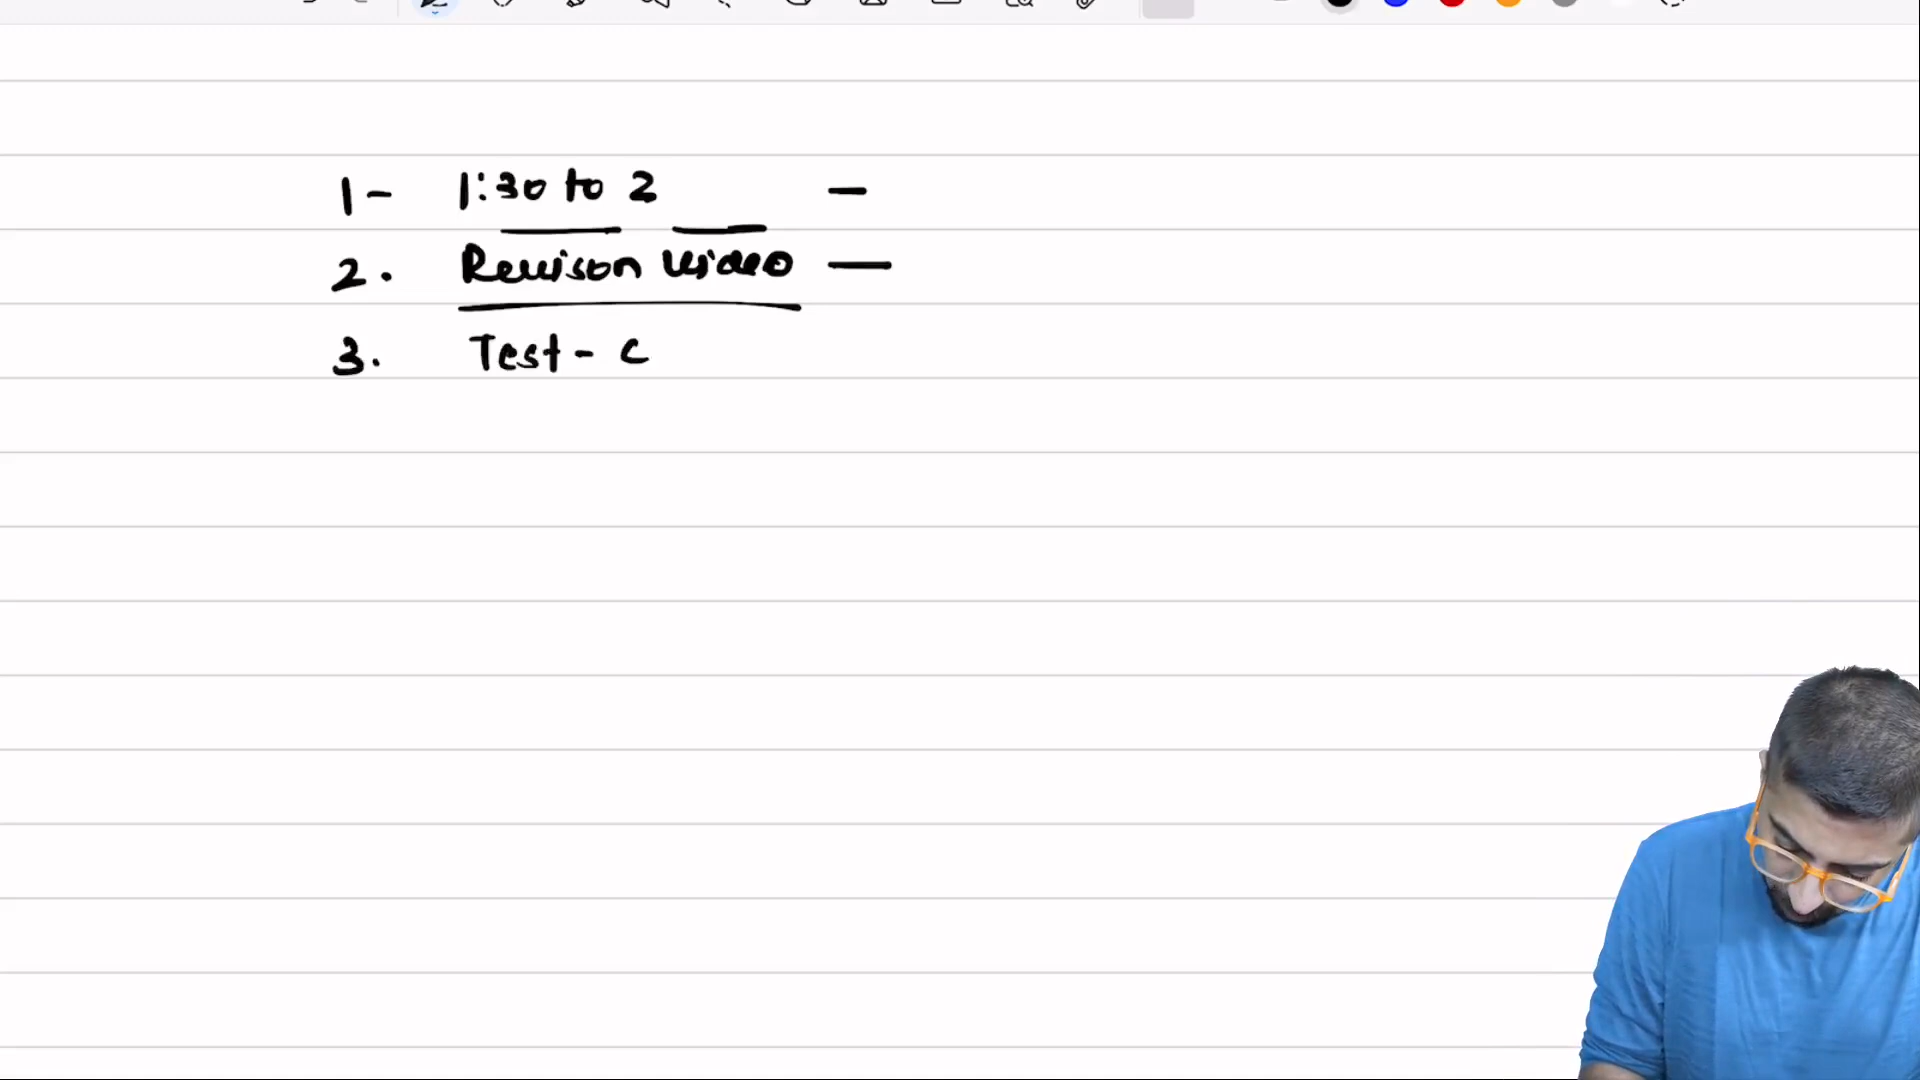 1- 1:30 to 2 —
2. Revison video —
3. Test - c